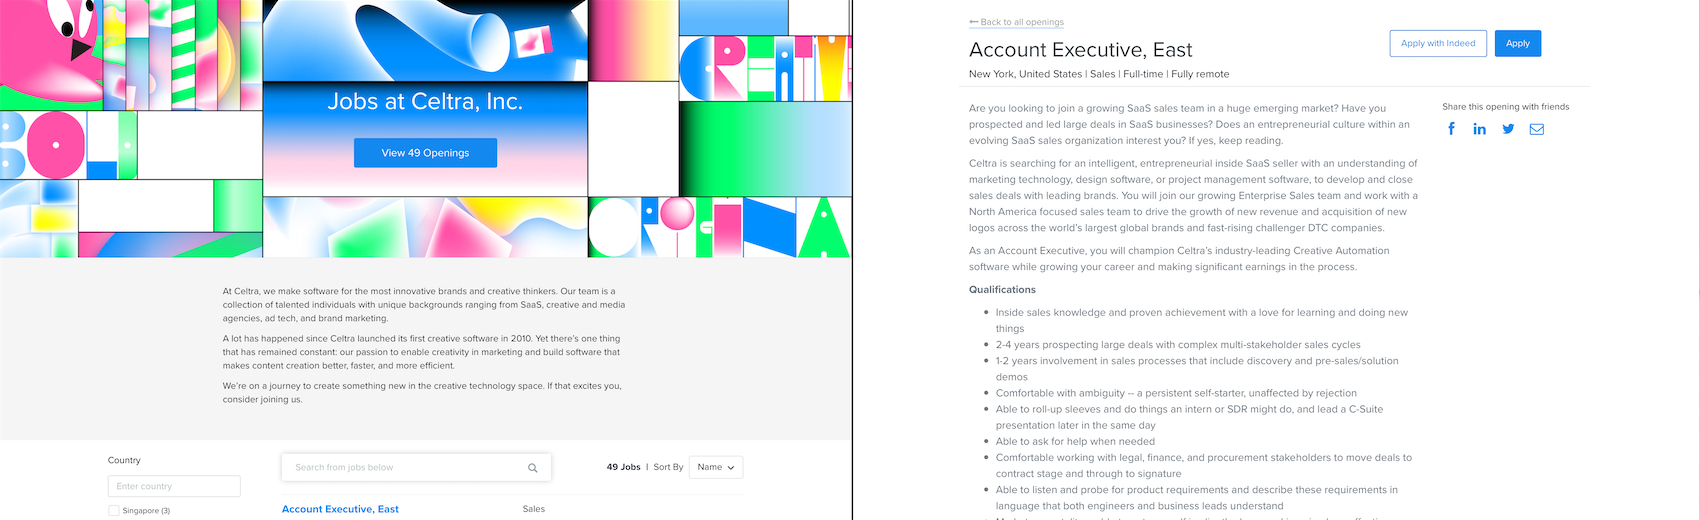 Jobs at Celtra, Inc.
View 49 Openings
At Celtra, we make software for the most innovative brands and creative thinkers. Our team is a
collection of talented individuals with unique backgrounds ranging from SaaS, creative and media
agencies, ad tech, and brand marketing.
A lot has happened since Celtra launched its first creative software in 2010. Yet there's one thing
that has remained constant: our passion to enable creativity in marketing and build software that
makes content creation better, faster, and more efficient.
We're on a journey to create something new in the creative technology space. If that excites you,
consider joining us.
Country
Enter country
Singapore (3)
Search from jobs below
49 Jobs | Sort By Name
Account Executive, East Sales
Back to all openings
Account Executive, East
New York, United States | Sales | Full-time | Fully remote
Apply with Indeed
Apply
Are you looking to join a growing SaaS sales team in a huge emerging market? Have you
prospected and led large deals in SaaS businesses? Does an entrepreneurial culture within an
evolving SaaS sales organization interest you? If yes, keep reading.
Celtra is searching for an intelligent, entrepreneurial inside SaaS seller with an understanding of
marketing technology, design software, or project management software, to develop and close
sales deals with leading brands. You will join our growing Enterprise Sales team and work with a
North America focused sales team to drive the growth of new revenue and acquisition of new
logos across the world's largest global brands and fast-rising challenger DTC companies.
As an Account Executive, you will champion Celtra's industry-leading Creative Automation
software while growing your career and making significant earnings in the process.
Qualifications
Inside sales knowledge and proven achievement with a love for learning and doing new
things
2-4 years prospecting large deals with complex multi-stakeholder sales cycles
1-2 years involvement in sales processes that include discovery and pre-sales/solution
demos
Comfortable with ambiguity -- a persistent self-starter, unaffected by rejection
Able to roll-up sleeves and do things an intern or SDR might do, and lead a C-Suite
presentation later in the same day
Able to ask for help when needed
Comfortable working with legal, finance, and procurement stakeholders to move deals to
contract stage and through to signature
Able to listen and probe for product requirements and describe these requirements in
language that both engineers and business leads understand
Share this opening with friends